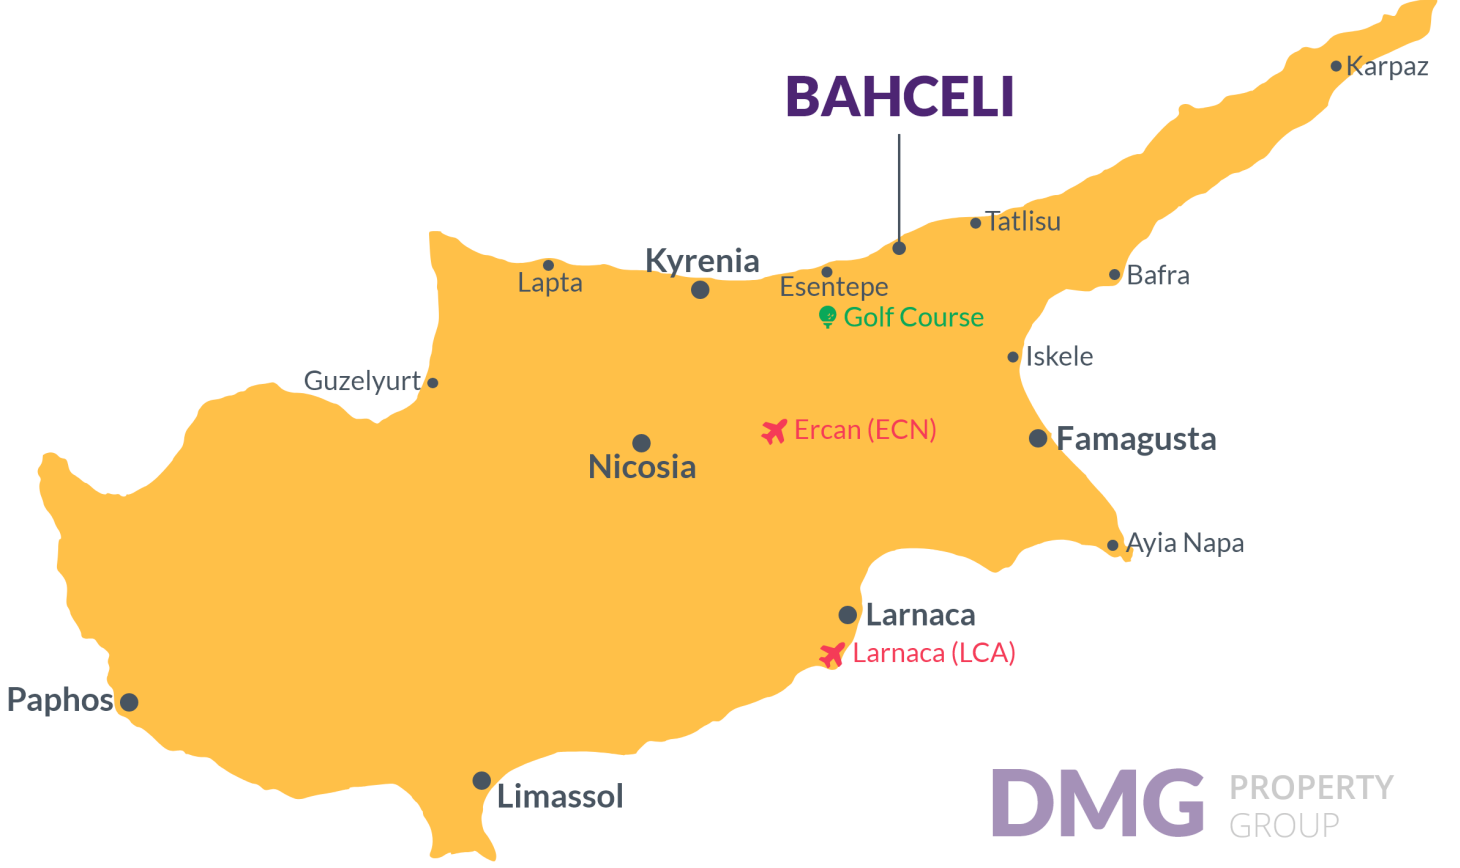 Karpaz
BAHCELI
Tatlisu
Kyrenia
Lapta
Esentepe
Bafra
Golf Course
Iskele
Guzelyurt
Ercan (ECN)
Famagusta
Nicosia
Ayia Napa
Larnaca
Larnaca (LCA)
Paphos
Limassol
DMG PROPERTY
GROUP